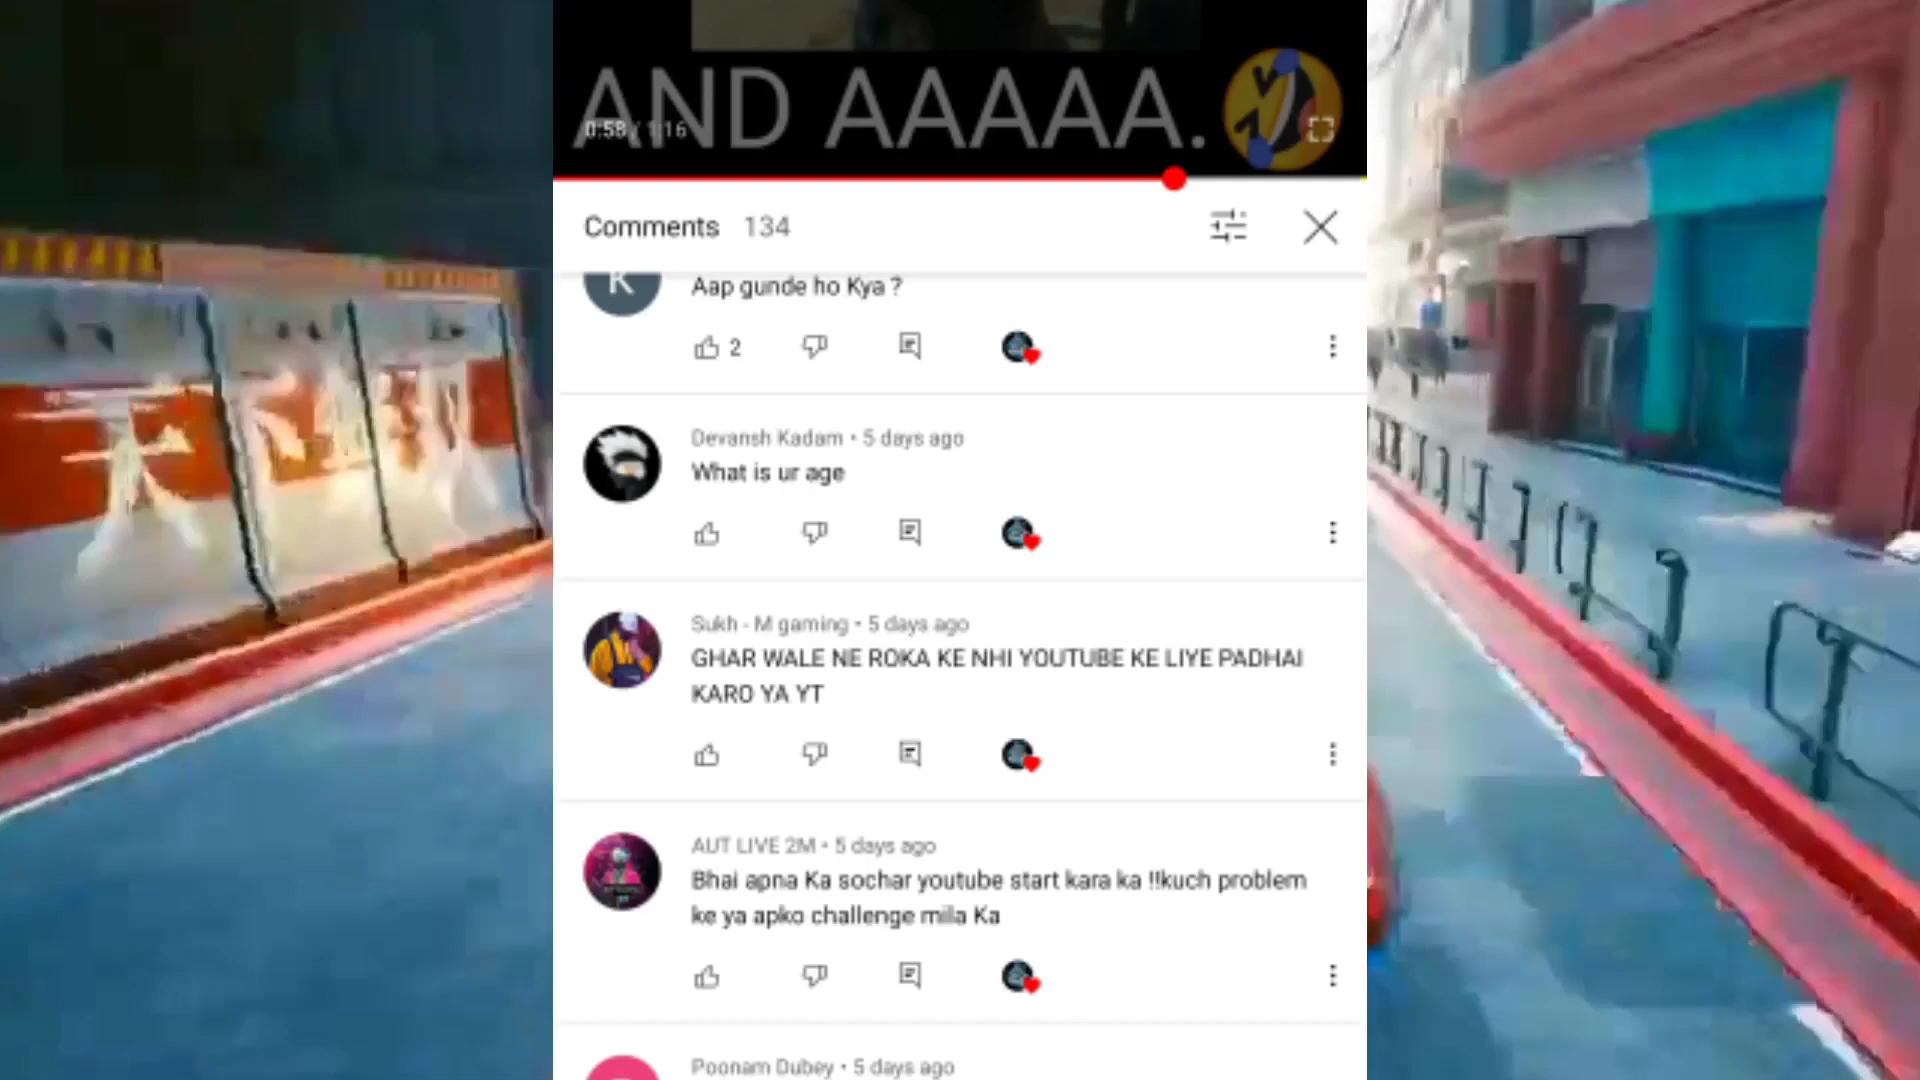 AND AAAAA.🤣
0:58 / 1:16
Comments 134
K
Aap gunde ho Kya ?
2
Devansh Kadam • 5 days ago
What is ur age
Sukh - M gaming • 5 days ago
GHAR WALE NE ROKA KE NHI YOUTUBE KE LIYE PADHAI
KARO YA YT
AUT LIVE 2M • 5 days ago
Bhai apna Ka sochar youtube start kara ka !!kuch problem
ke ya apko challenge mila Ka
Poonam Dubey • 5 days ago